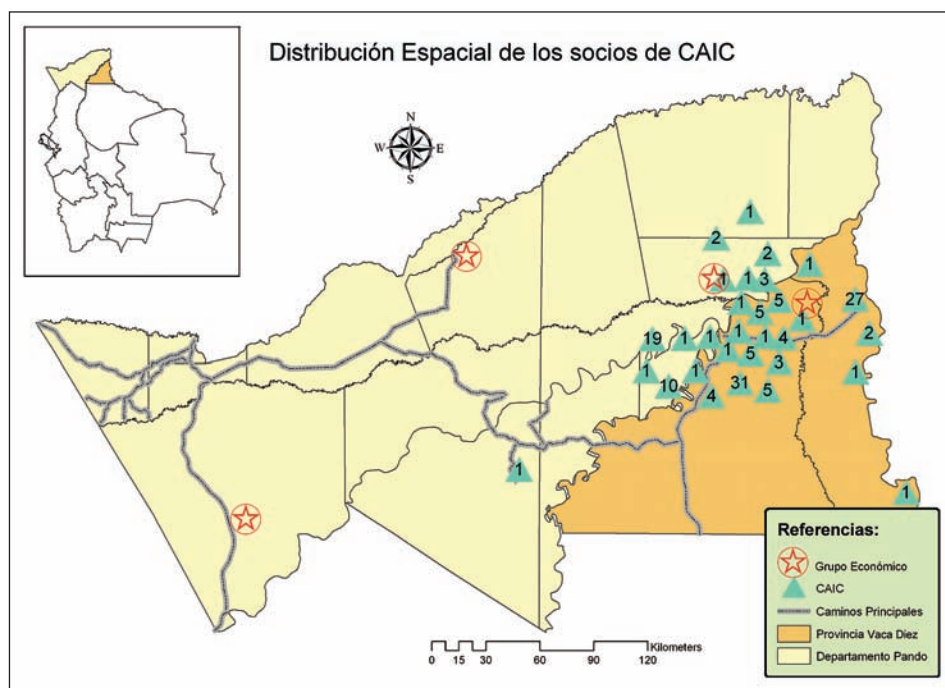 Distribución Espacial de los socios de CAIC
N
W E
S
1
2
2
1
1
1 3
27
5
1
5
1
2
19
1
1
1
1
4
1
5
3
1
1
1
10
31
5
4
1
1
Referencias:
Grupo Económico
CAIC
Caminos Principales
Provincia Vaca Diez
Departamento Pando
Kilometers
0 15 30 60 90 120